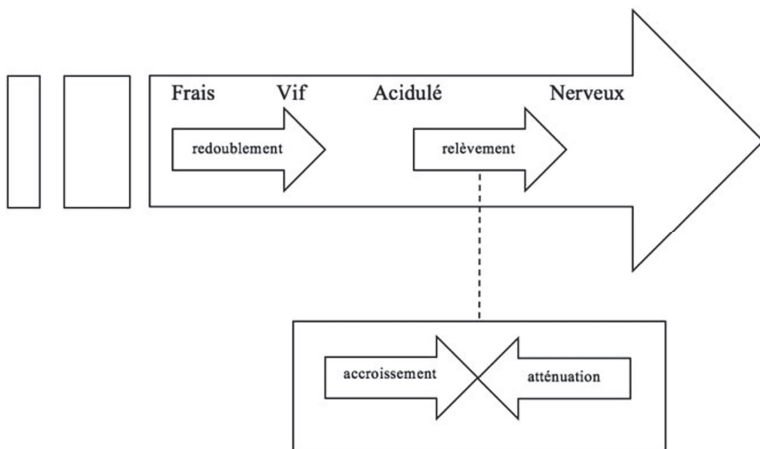 Frais Vif Acidulé Nerveux
redoublement relèvement
accroissement atténuation